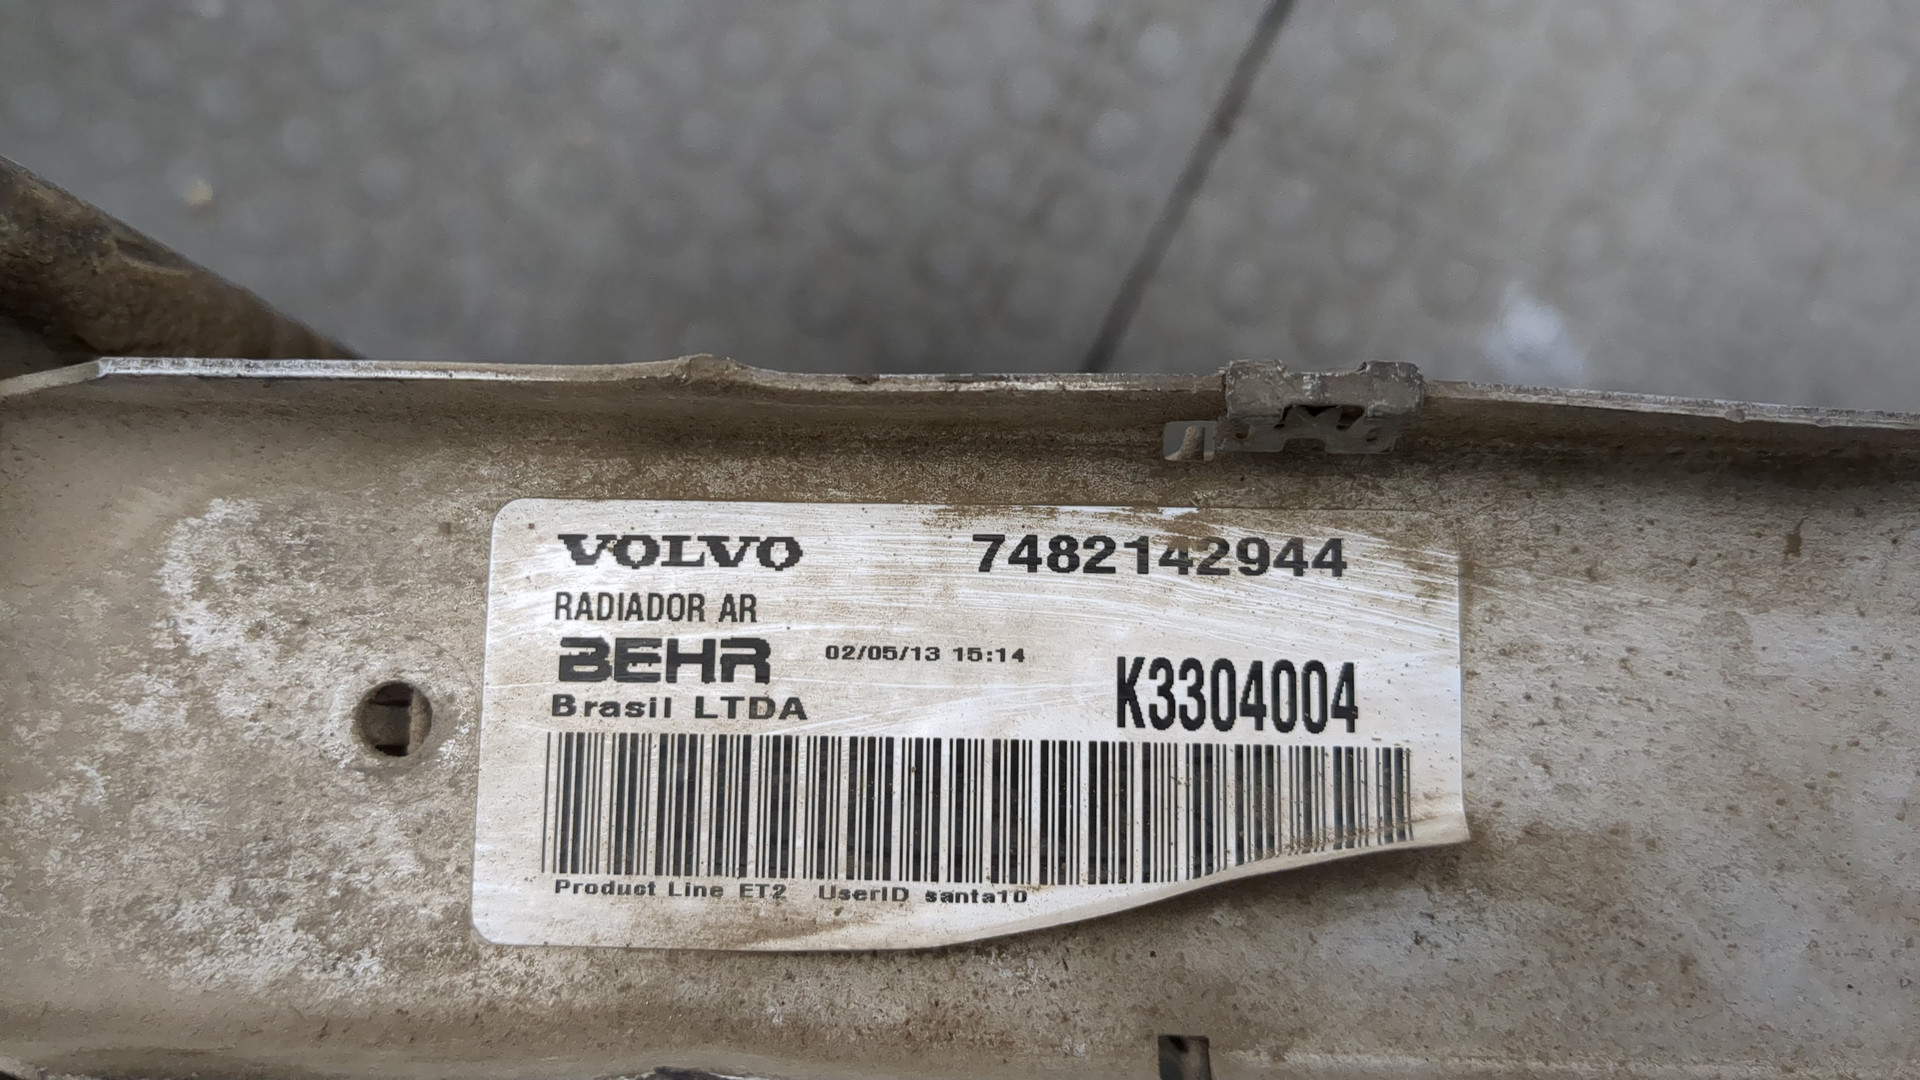 VOLVO 7482142944
RADIADOR AR
BEHR 02/05/13 15:14 K3304004
Brasil LTDA
Product Line ET2 UserID santa10